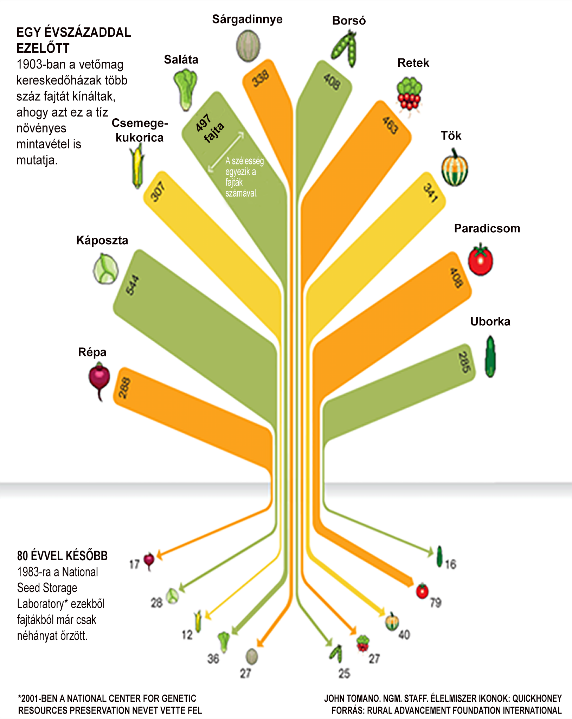 EGY ÉVSZÁZADDAL
EZELŐTT
1903-ban a vetőmag
kereskedőházak több
száz fajtát kínáltak,
ahogy azt ez a tíz
növényes
mintavétel is
mutatja.
Sárgadinnye
338
Borsó
408
Saláta
497 fajta
A szélesség
egyezik a
fajták
számával
Retek
463
Csemege-
kukorica
307
Tök
341
Káposzta
544
Paradicsom
408
Répa
288
Uborka
285
80 ÉVVEL KÉSŐBB
1983-ra a National
Seed Storage
Laboratory* ezekből
fajtákból már csak
néhányat őrzött.
17
28
12
36
27
25
27
40
79
16
*2001-BEN A NATIONAL CENTER FOR GENETIC
RESOURCES PRESERVATION NEVET VETTE FEL
JOHN TOMANO. NGM. STAFF. ÉLELMISZER IKONOK: QUICKHONEY
FORRÁS: RURAL ADVANCEMENT FOUNDATION INTERNATIONAL